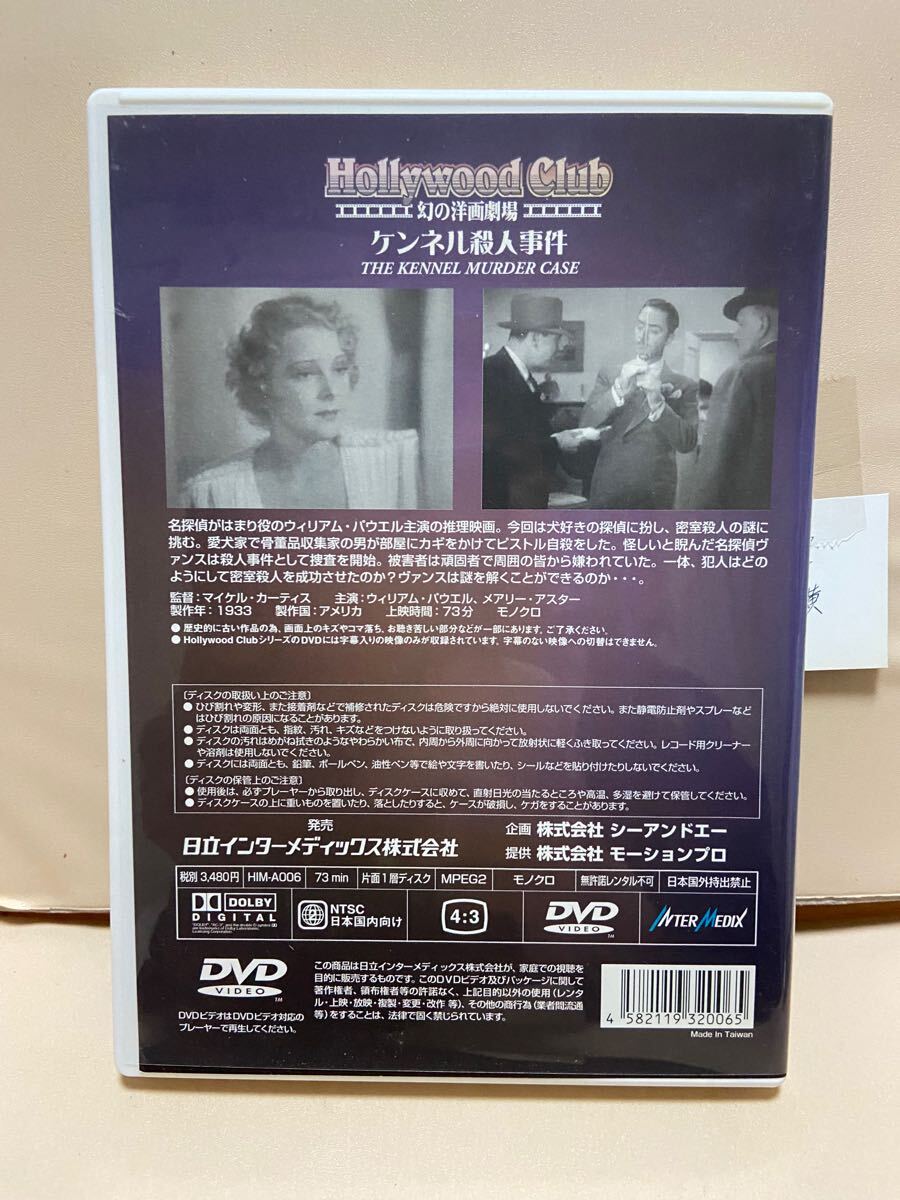 Hollywood Club
幻の洋画劇場
ケンネル殺人事件
THE KENNEL MURDER CASE
名探偵がはまり役のウィリアム・パウエル主演の推理映画。今回は犬好きの探偵に扮し、密室殺人の謎に
挑む。愛犬家で骨董品収集家の男が部屋にカギをかけてピストル自殺をした。怪しいと睨んだ名探偵ヴ
ァンスは殺人事件として捜査を開始。被害者は頑固者で周囲の皆から嫌われていた。一体、犯人はどの
ようにして密室殺人を成功させたのか?ヴァンスは謎を解くことができるのか・・・。
監督:マイケル・カーティス 主演:ウィリアム・パウエル、メアリー・アスター
製作年:1933 製作国:アメリカ 上映時間:73分 モノクロ
● 歴史的に古い作品の為、画面上のキズやコマ落ち、お聴き苦しい部分などが一部にあります。ご了承ください。
● Hollywood ClubシリーズのDVDには字幕入りの映像のみが収録されています。字幕のない映像への切替はできません。
〔ディスクの取扱い上のご注意〕
● ひび割れや変形、また接着剤などで補修されたディスクは危険ですから絶対に使用しないでください。また静電防止剤やスプレーなど
はひび割れの原因になることがあります。
● ディスクは両面とも、指紋、汚れ、キズなどをつけないように取り扱ってください。
● ディスクの汚れはめがね拭きのようなやわらかい布で、内周から外周に向かって放射状に軽くふき取ってください。レコード用クリーナー
や溶剤は使用しないでください。
● ディスクには両面とも、鉛筆、ボールペン、油性ペン等で絵や文字を書いたり、シールなどを貼り付けたりしないでください。
〔ディスクの保管上のご注意〕
● 使用後は、必ずプレーヤーから取り出し、ディスクケースに収めて、直射日光の当たるところや高温、多湿を避けて保管してください。
● ディスクケースの上に重いものを置いたり、落としたりすると、ケースが破損し、ケガをすることがあります。
発売
日立インターメディックス株式会社
企画 株式会社 シーアンドエー
提供 株式会社 モーションプロ
税別 3,480円 HIM-A006 73 min 片面1層ディスク MPEG2 モノクロ 無許諾レンタル不可 日本国外持出禁止
DOLBY DIGITAL
2 NTSC 日本国内向け
4:3
DVD VIDEO
INTER MEDIX
DVD VIDEO
DVDビデオはDVDビデオ対応の
プレーヤーで再生してください。
この商品は日立インターメディックス株式会社が、家庭での視聴を
目的に販売するものです。このDVDビデオ及びパッケージに関して
著作権者、領布権者等の許諾なく、上記目的以外の使用(レンタ
ル・上映・放映・複製・変更・改作 等)、その他の商行為(業者間流通
等)をすることは、法律で固く禁じられています。
4 582119 320065
Made In Taiwan